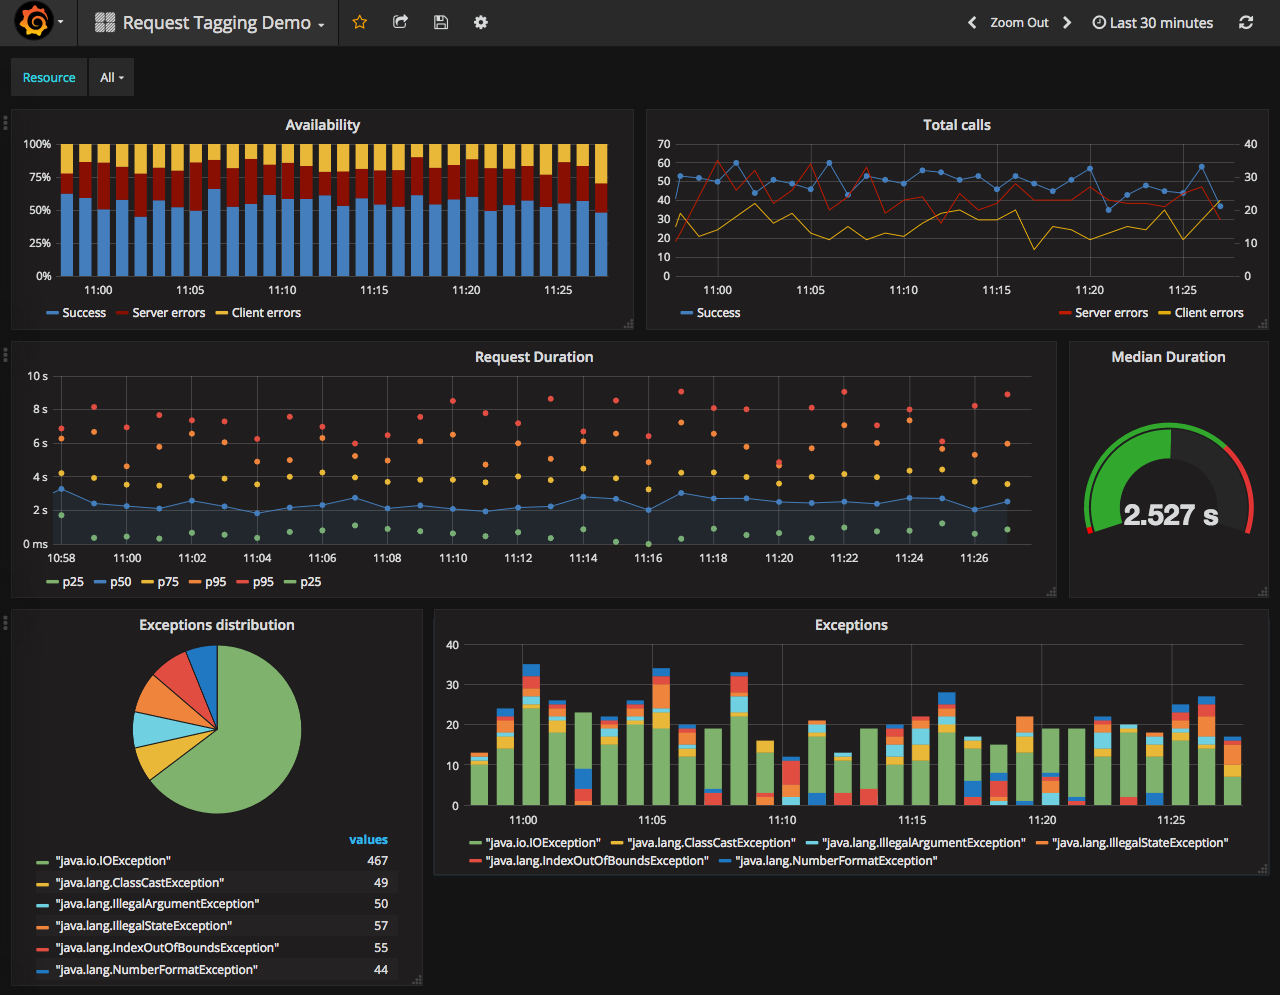 Request Tagging Demo
Zoom Out
Last 30 minutes
Resource
All
Availability
100%
75%
50%
25%
0%
11:00 11:05 11:10 11:15 11:20 11:25
Success Server errors Client errors
Total calls
70
60
50
40
30
20
10
0
40
30
20
10
0
11:00 11:05 11:10 11:15 11:20 11:25
Success Server errors Client errors
Request Duration
10 s
8 s
6 s
4 s
2 s
0 ms
10:58 11:00 11:02 11:04 11:06 11:08 11:10 11:12 11:14 11:16 11:18 11:20 11:22 11:24 11:26
p25 p50 p75 p95 p95 p25
Median Duration
2.527 s
Exceptions distribution
values
"java.io.IOException" 467
"java.lang.ClassCastException" 49
"java.lang.IllegalArgumentException" 50
"java.lang.IllegalStateException" 57
"java.lang.IndexOutOfBoundsException" 55
"java.lang.NumberFormatException" 44
Exceptions
40
30
20
10
0
11:00 11:05 11:10 11:15 11:20 11:25
"java.io.IOException" "java.lang.ClassCastException" "java.lang.IllegalArgumentException" "java.lang.IllegalStateException"
"java.lang.IndexOutOfBoundsException" "java.lang.NumberFormatException"